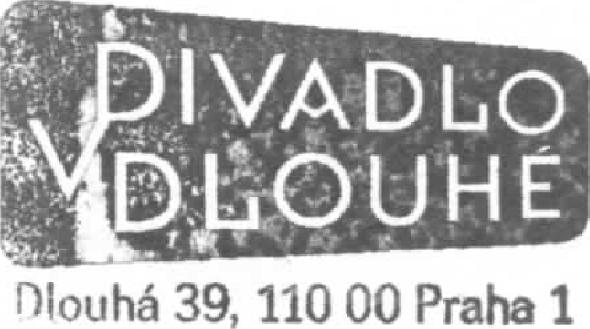 DIVADLO
V DLOUHÉ
Dlouhá 39, 110 00 Praha 1